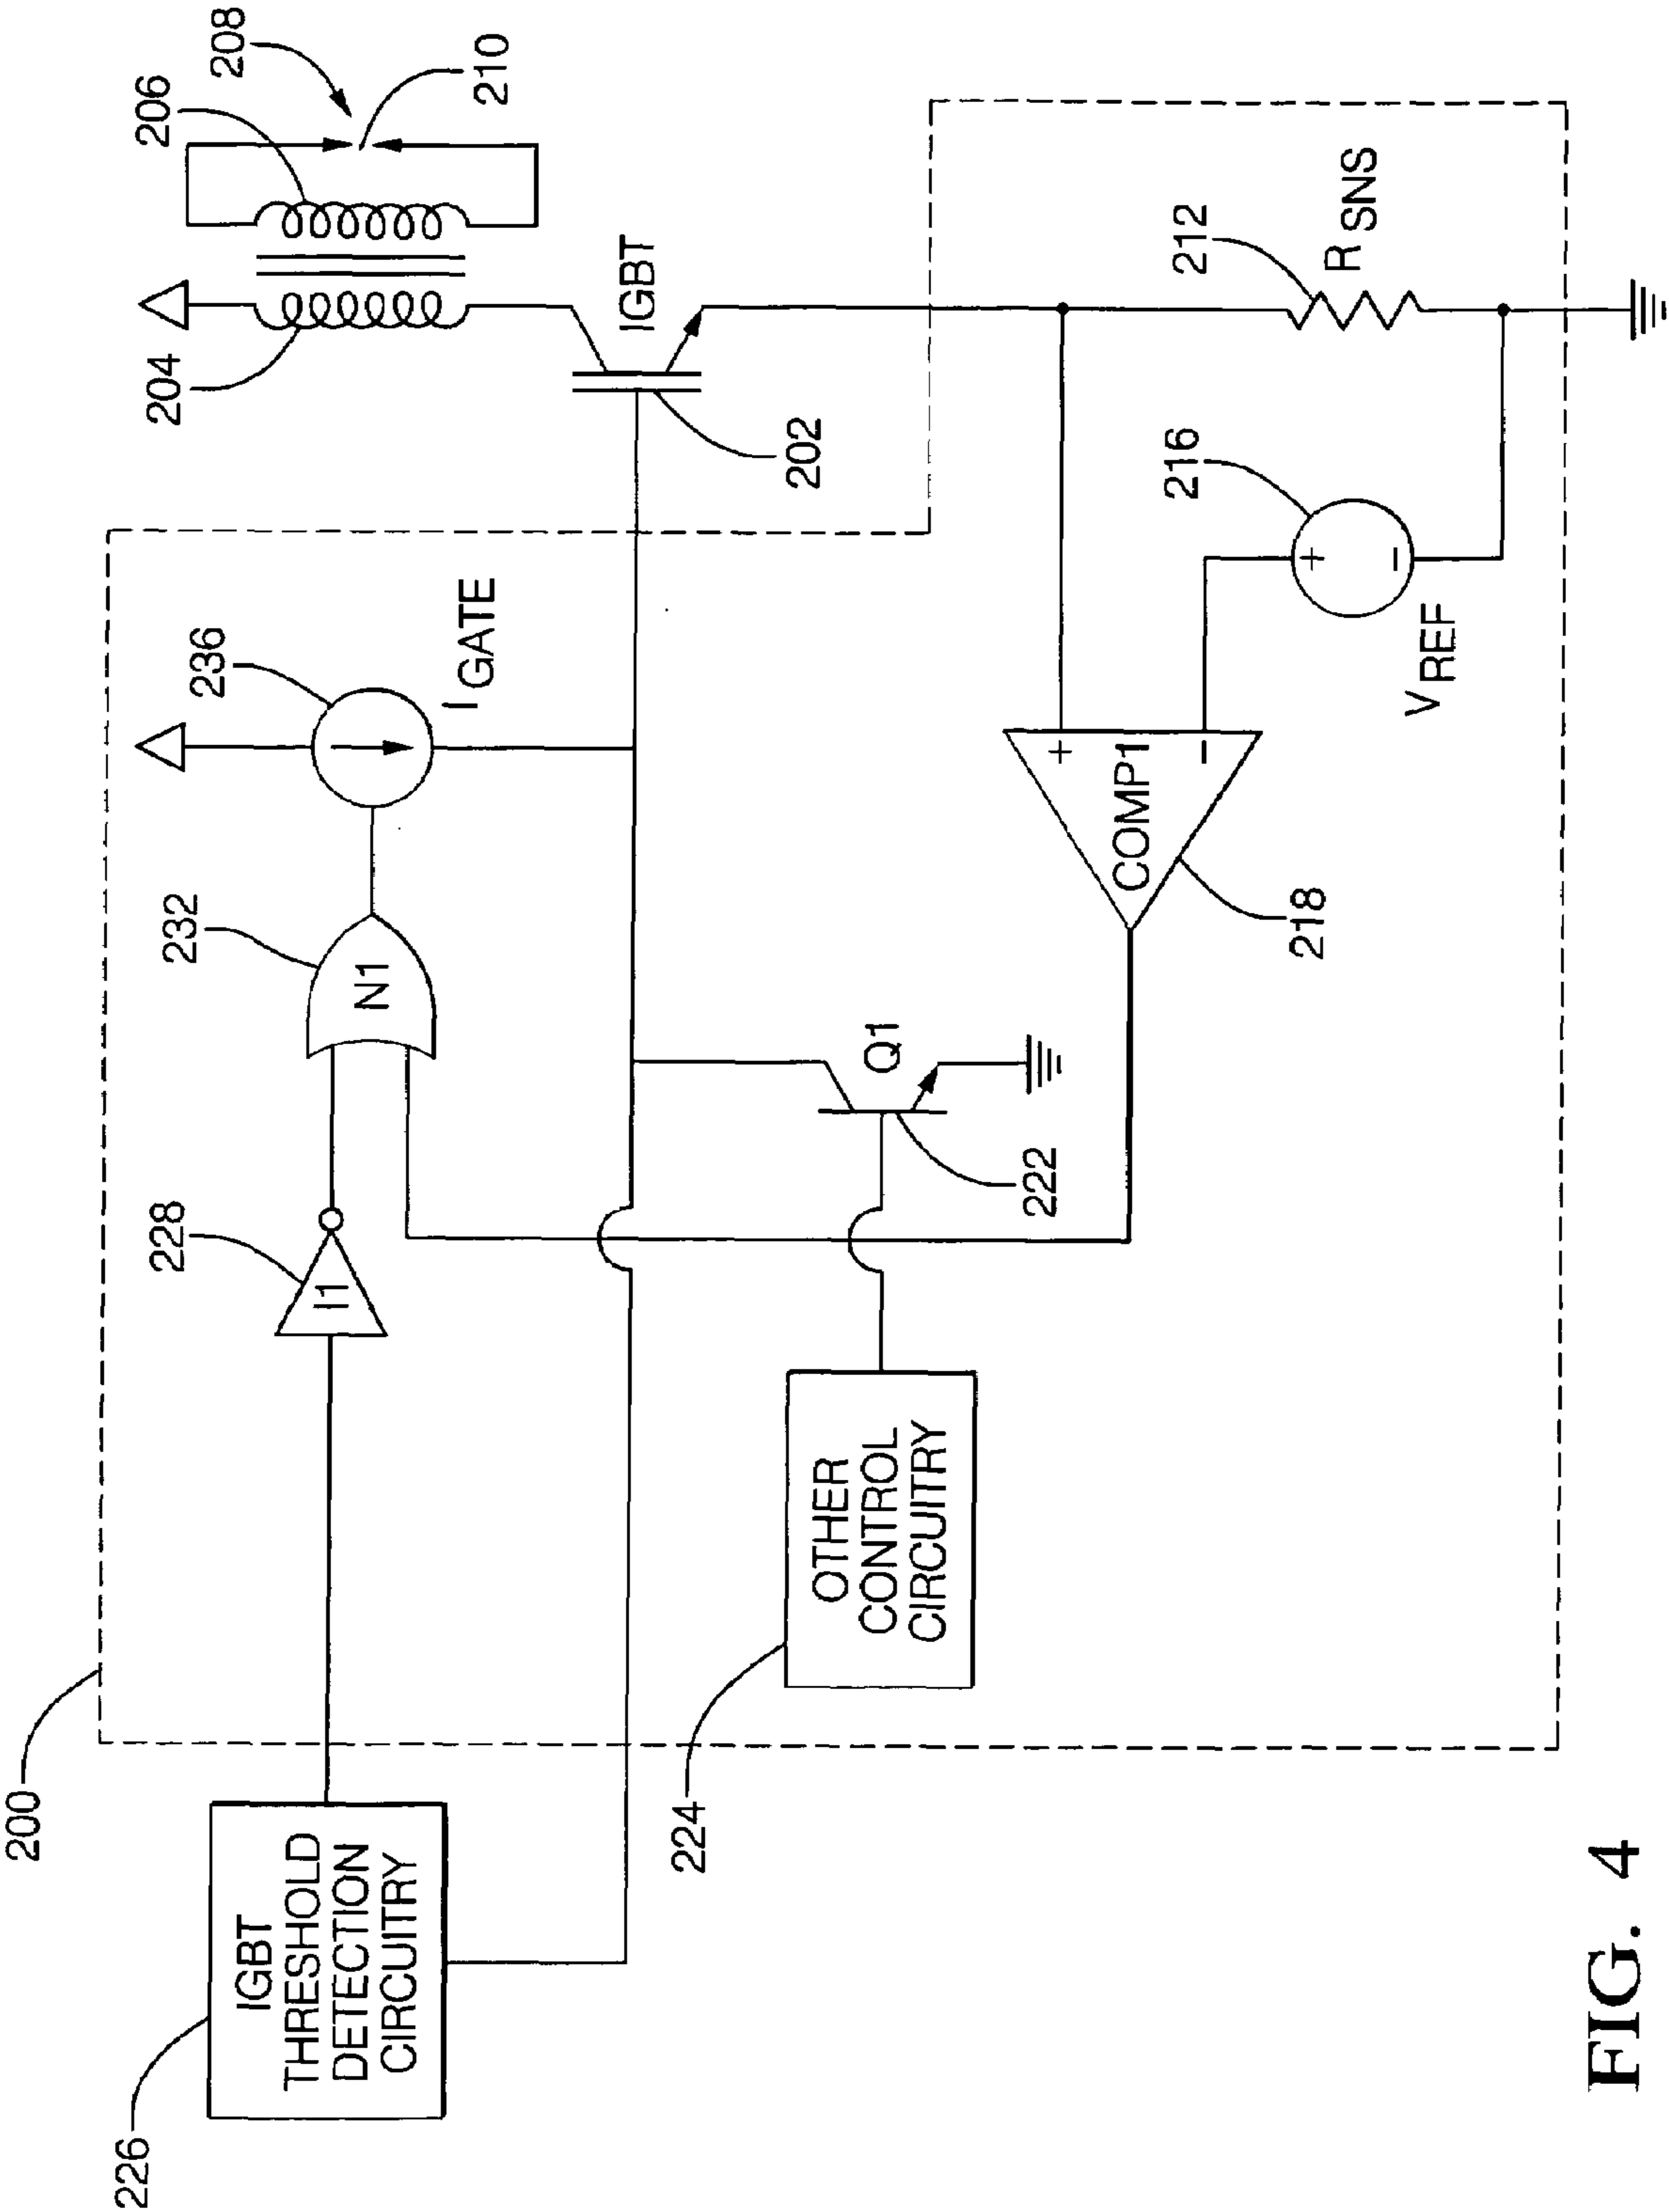 200
226
IGBT
THRESHOLD
DETECTION
CIRCUITRY
228
I1
232
N1
236
I GATE
204
206
208
210
IGBT
202
224
OTHER
CONTROL
CIRCUITRY
Q1
222
COMP1
+
−
218
216
+
−
V REF
212
R SNS
FIG. 4